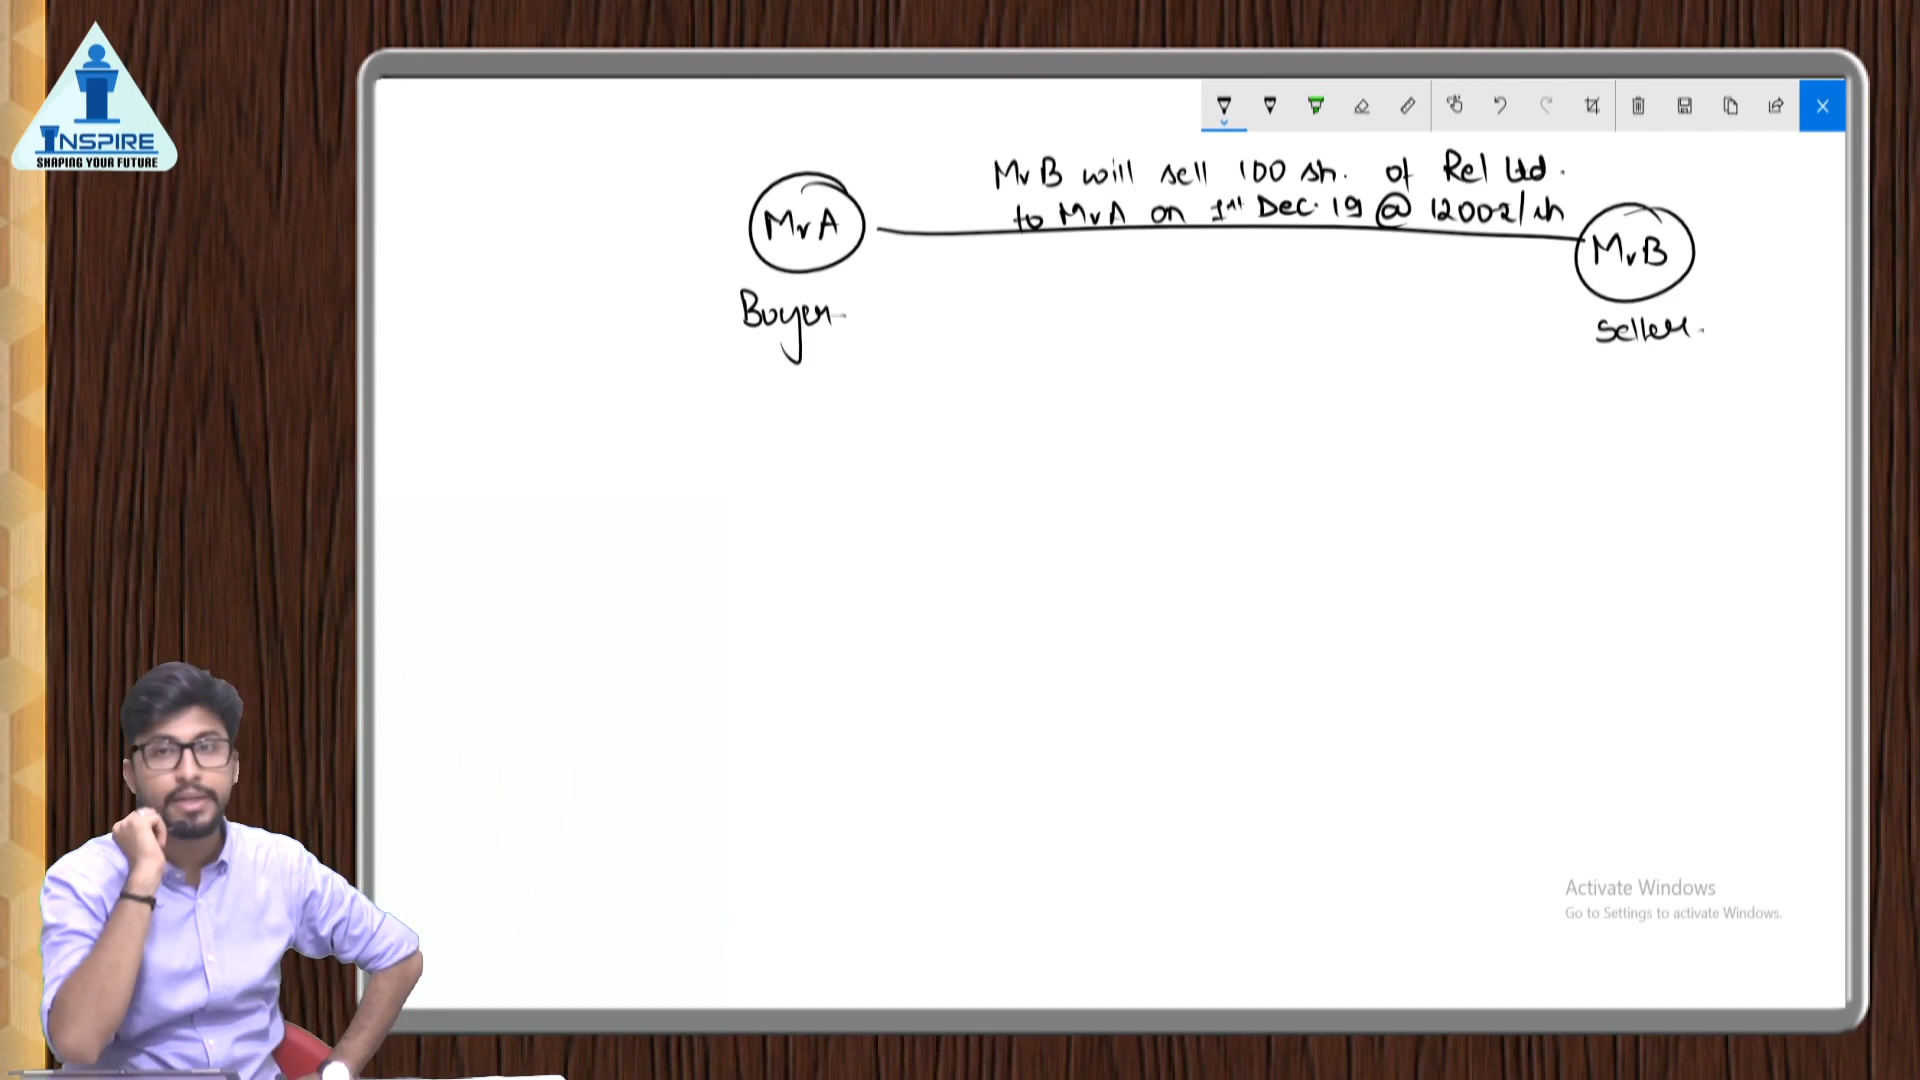 INSPIRE
SHAPING YOUR FUTURE
Mr B will sell 100 sh. of Rel Ltd.
to Mr A on 1st Dec. 19 @ 1200₹/sh
Mr A
Mr B
Buyer
Seller.
Activate Windows
Go to Settings to activate Windows.